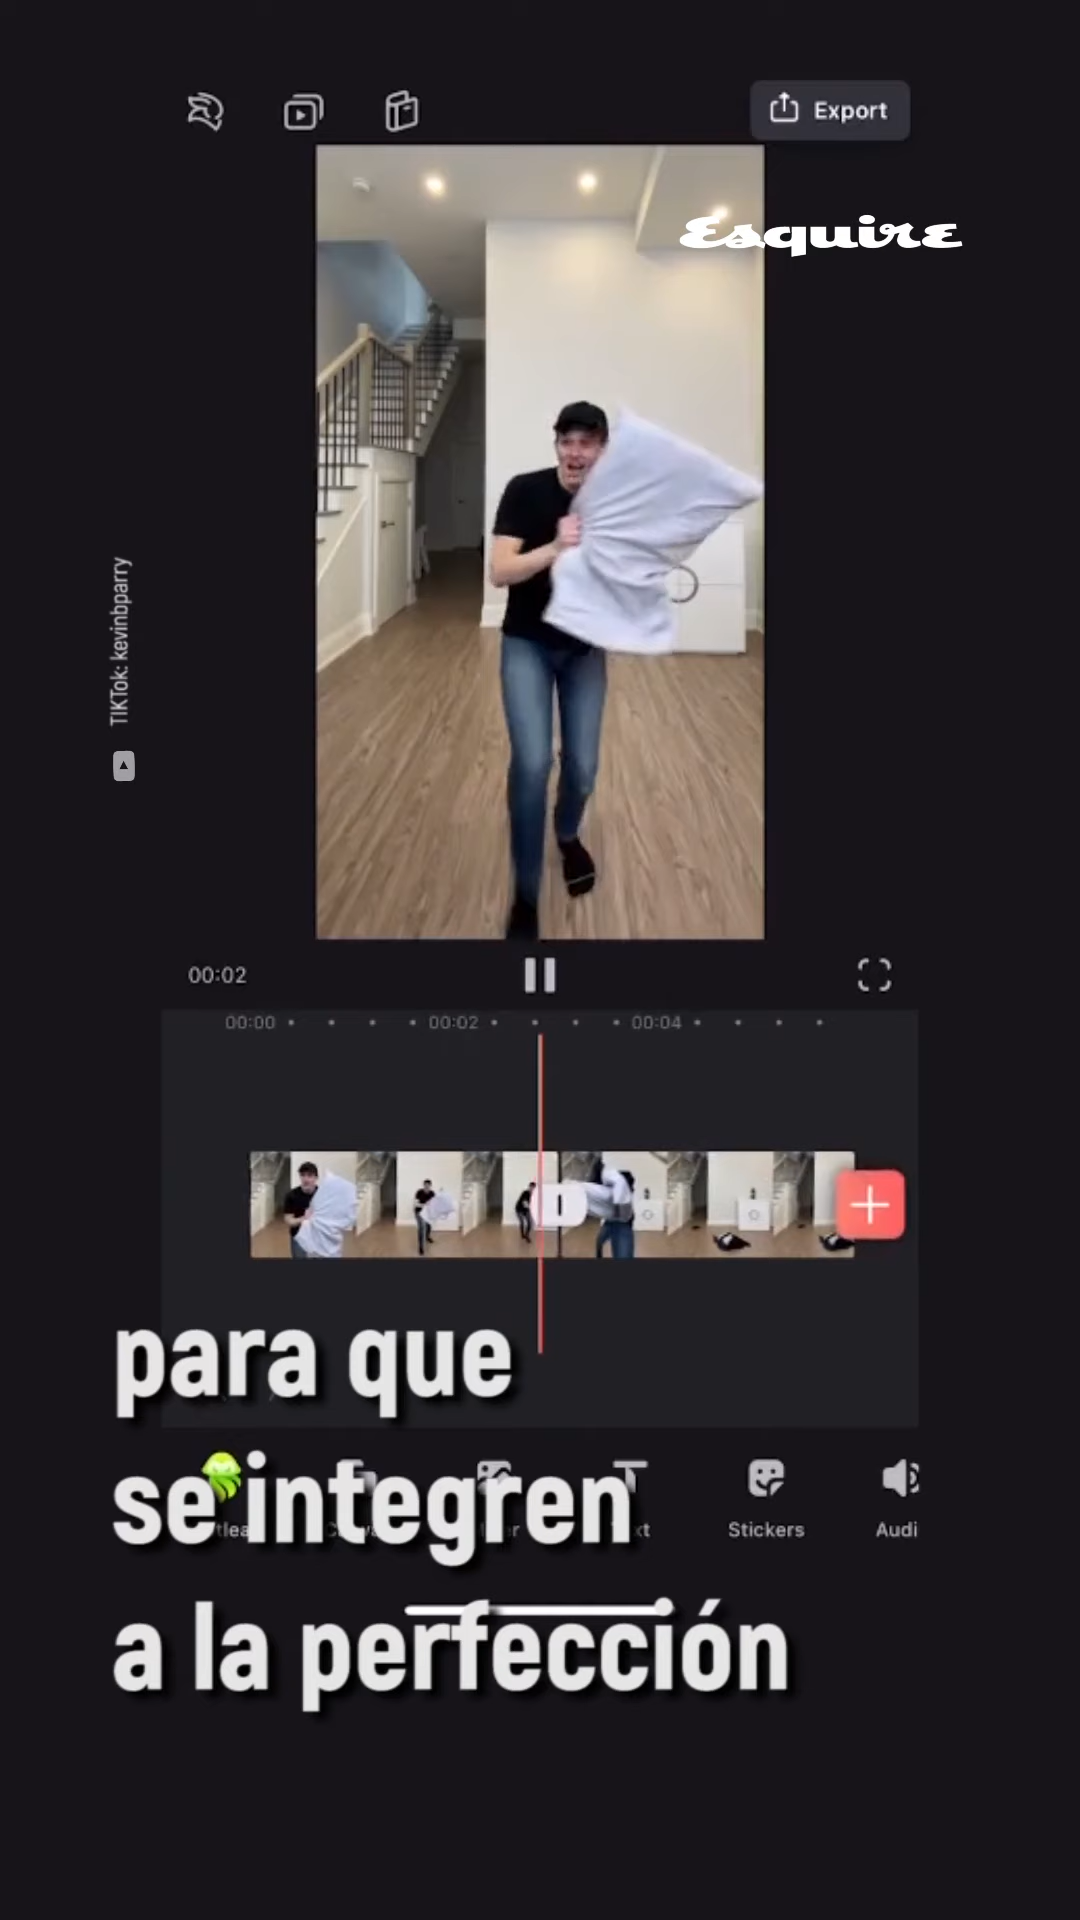 Export
Esquire
TIKTok: kevinbparry
00:02
00:00
00:02
00:04
para que
se integren
a la perfección
Stickers
Audi